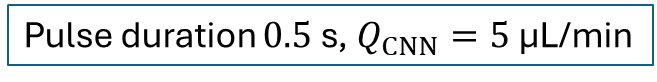 Pulse duration 0.5 s, Q_CNN = 5 µL/min